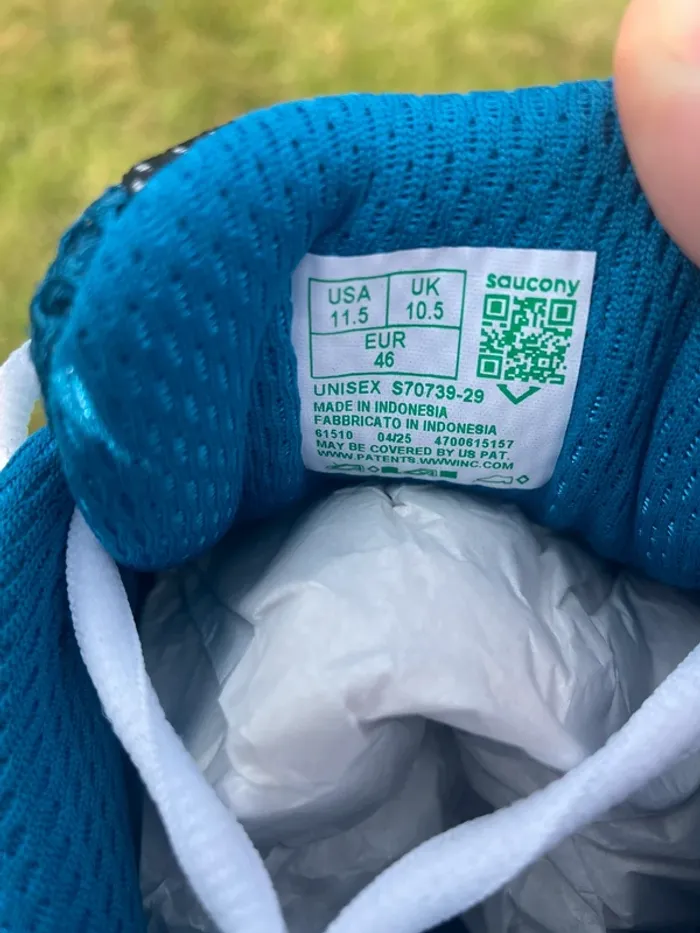 saucony
USA
11.5
UK
10.5
EUR
46
UNISEX S70739-29
MADE IN INDONESIA
FABBRICATO IN INDONESIA
61510 04/25 4700615157
MAY BE COVERED BY US PAT.
WWW.PATENTS.WWWINC.COM